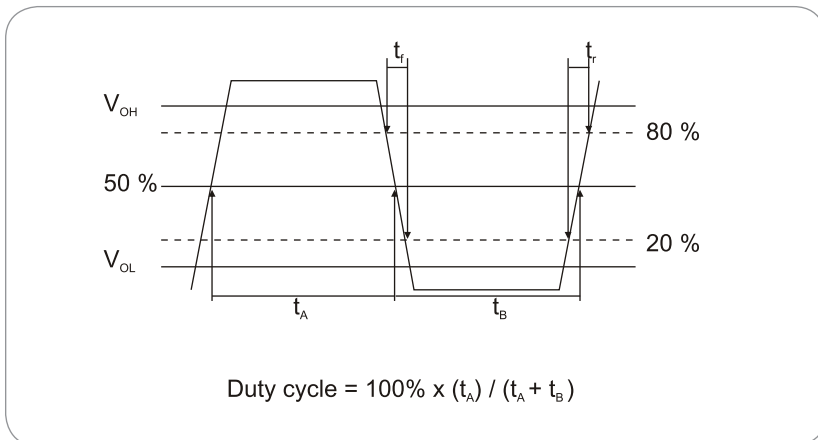 t_f t_r
V_OH
80 %
50 %
20 %
V_OL
t_A t_B
Duty cycle = 100% x (t_A) / (t_A + t_B)